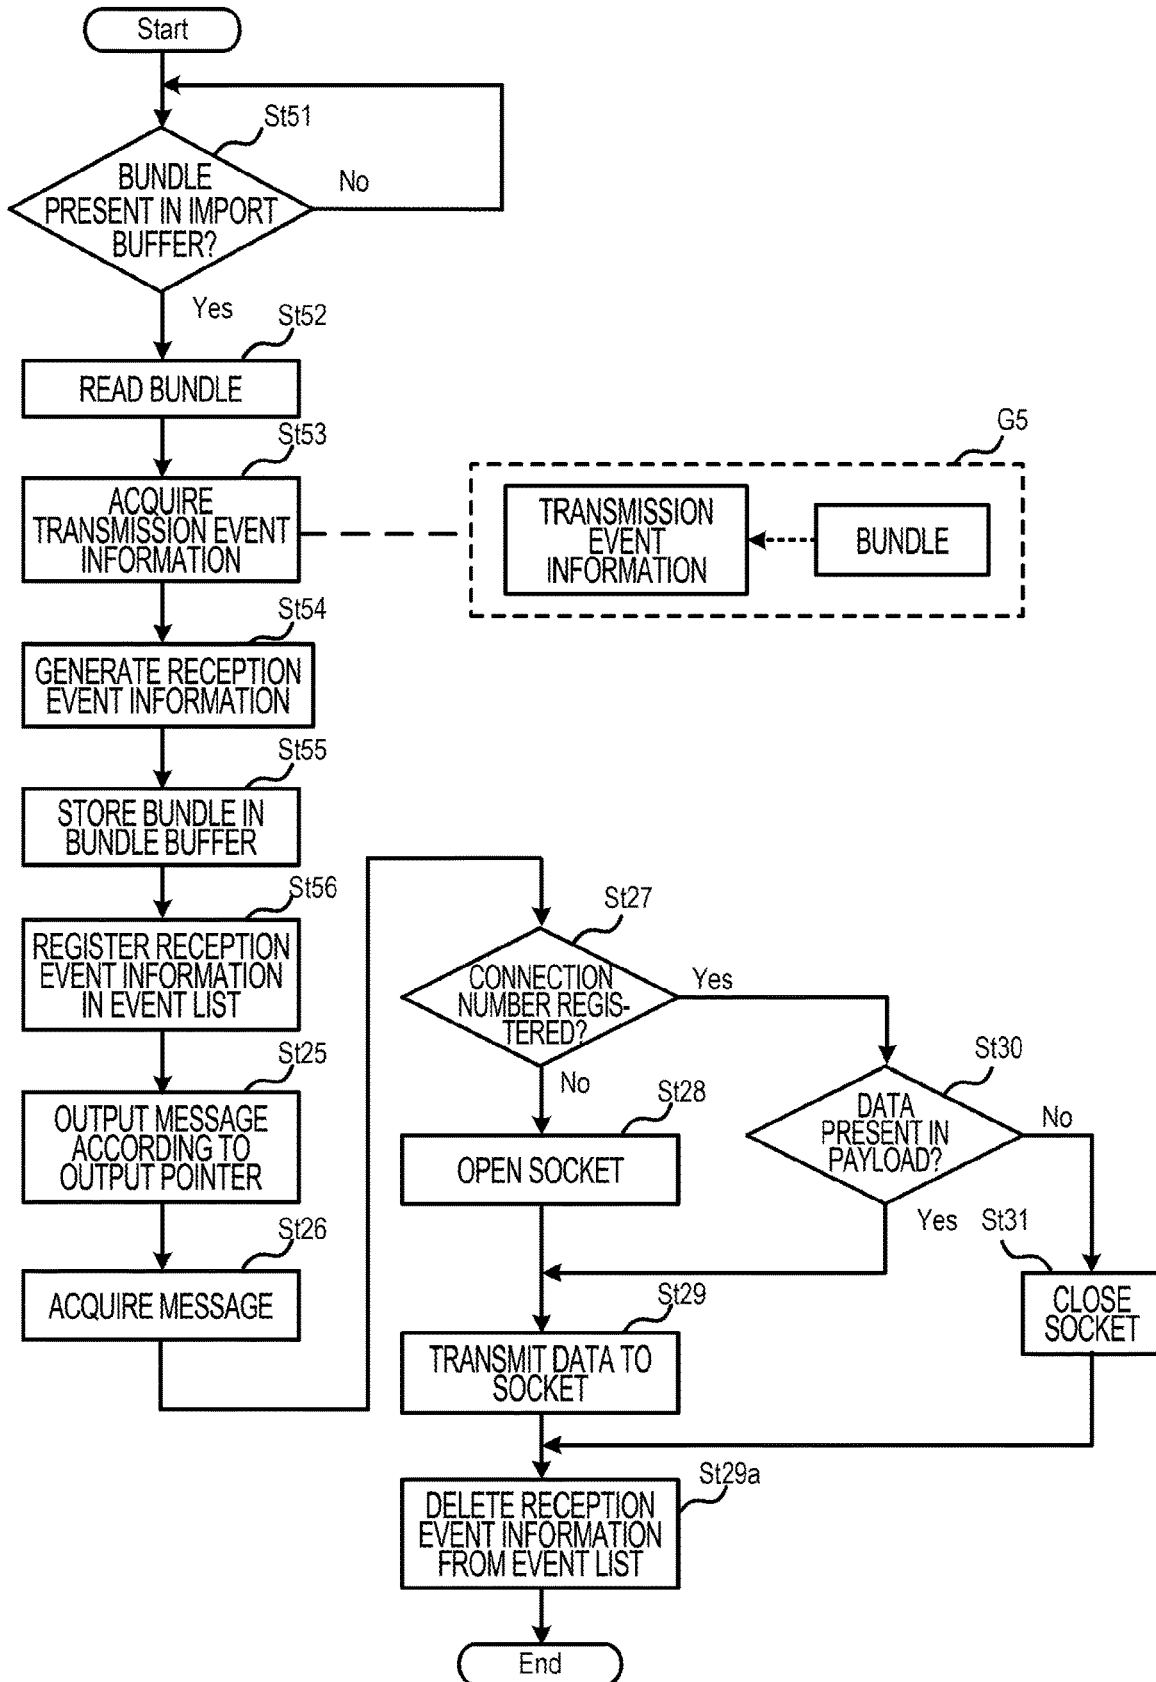 Start
St51
BUNDLE
PRESENT IN IMPORT
BUFFER?
No
Yes
St52
READ BUNDLE
St53
ACQUIRE
TRANSMISSION EVENT
INFORMATION
G5
TRANSMISSION
EVENT
INFORMATION
BUNDLE
St54
GENERATE RECEPTION
EVENT INFORMATION
St55
STORE BUNDLE IN
BUNDLE BUFFER
St56
REGISTER RECEPTION
EVENT INFORMATION
IN EVENT LIST
St25
OUTPUT MESSAGE
ACCORDING TO
OUTPUT POINTER
St26
ACQUIRE MESSAGE
St27
CONNECTION
NUMBER REGIS-
TERED?
Yes
No
St28
OPEN SOCKET
St30
DATA
PRESENT IN
PAYLOAD?
No
Yes
St31
CLOSE
SOCKET
St29
TRANSMIT DATA TO
SOCKET
St29a
DELETE RECEPTION
EVENT INFORMATION
FROM EVENT LIST
End